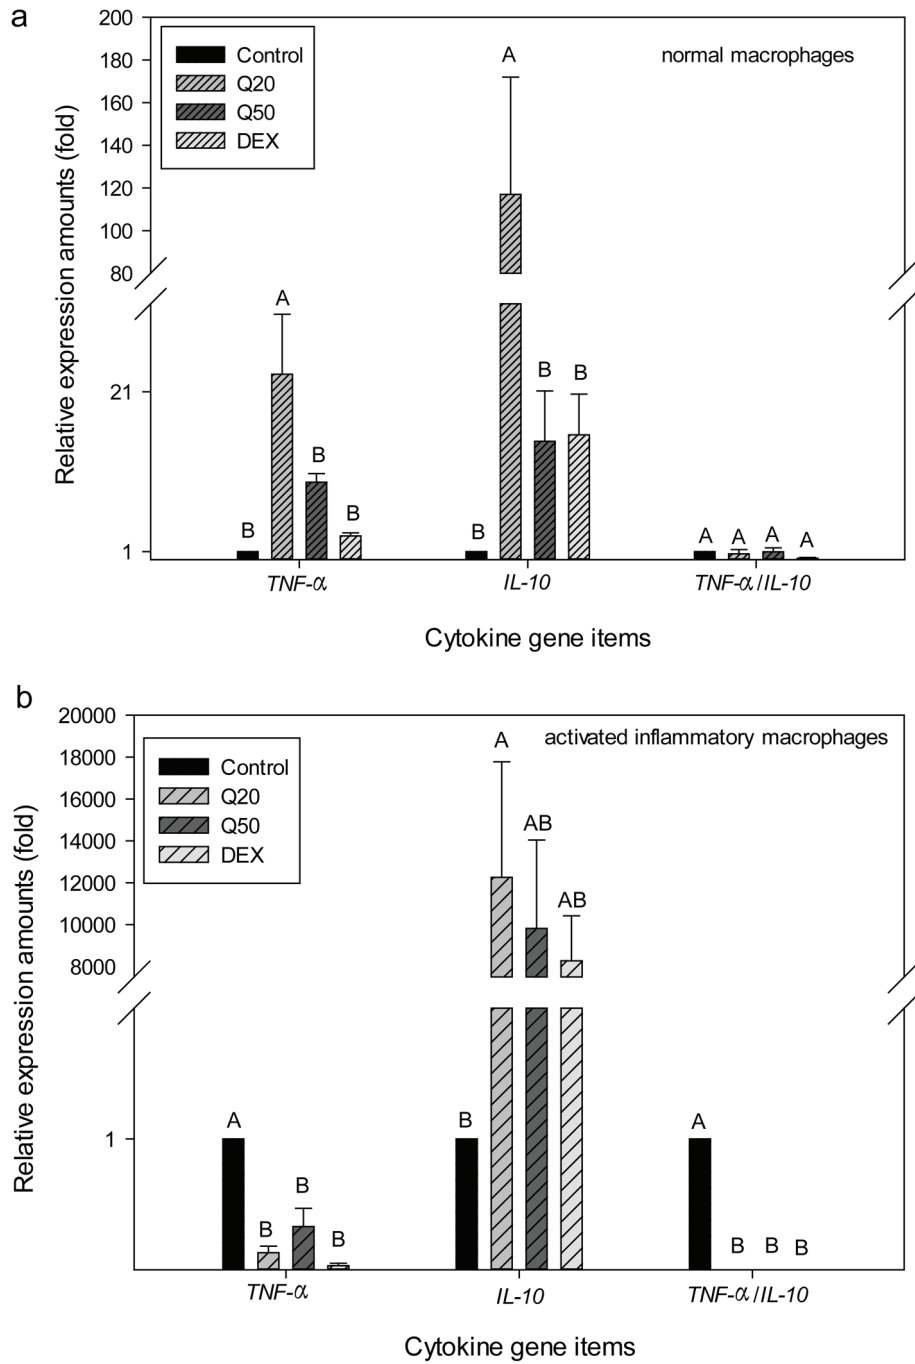 a
200
180
160
140
120
100
80
21
1
Relative expression amounts (fold)
Control
Q20
Q50
DEX
normal macrophages
B
A
B
B
B
A
B
B
A
A
A
A
TNF-α
IL-10
TNF-α/IL-10
Cytokine gene items
b
20000
18000
16000
14000
12000
10000
8000
1
Relative expression amounts (fold)
Control
Q20
Q50
DEX
activated inflammatory macrophages
A
B
B
B
B
A
AB
AB
A
B
B
B
TNF-α
IL-10
TNF-α/IL-10
Cytokine gene items